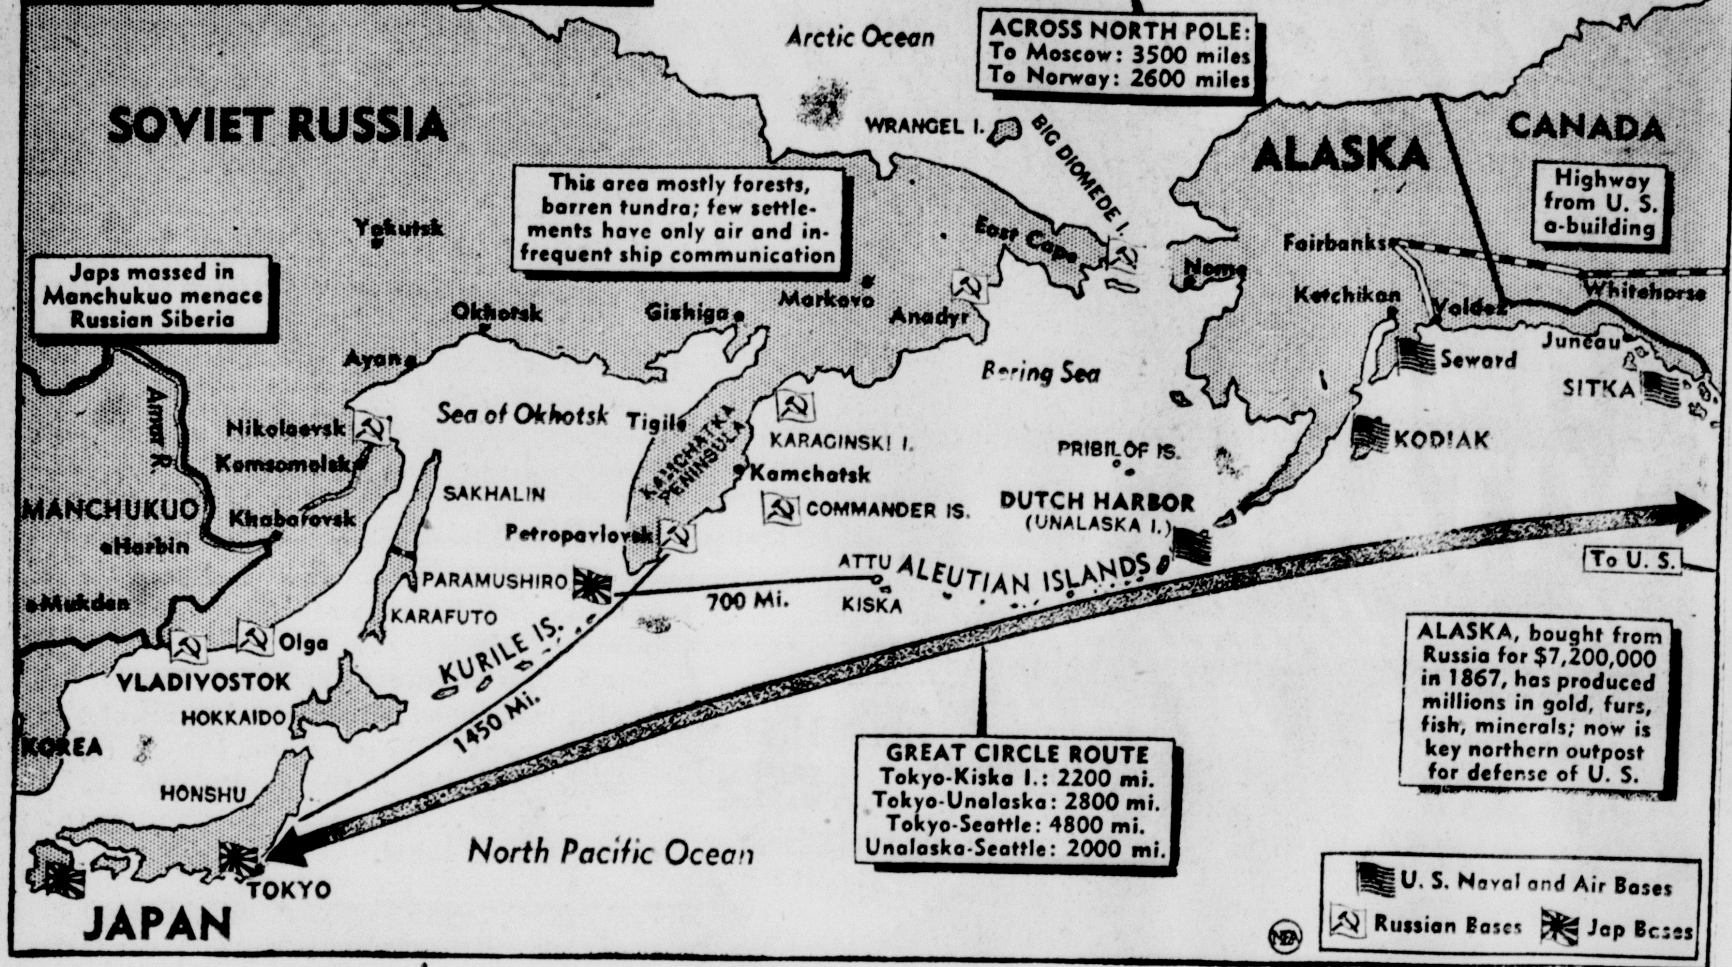 Arctic Ocean
ACROSS NORTH POLE:
To Moscow: 3500 miles
To Norway: 2600 miles
SOVIET RUSSIA
WRANGEL I.
BIG DIOMEDE I.
ALASKA
CANADA
Highway
from U. S.
a-building
This area mostly forests,
barren tundra; few settle-
ments have only air and in-
frequent ship communication
Yakutsk
East Cape
Fairbanks
Japs massed in
Manchukuo menace
Russian Siberia
Nome
Ketchikan
Valdez
Whitehorse
Okhotsk
Gishiga
Markovo
Anadyr
Juneau
Ayan
Bering Sea
Seward
SITKA
Amur R.
Nikolaevsk
Sea of Okhotsk
Tigil
KAMCHATKA
PENINSULA
KARAGINSKI I.
PRIBILOF IS.
KODIAK
Komsomolsk
Kamchatsk
SAKHALIN
MANCHUKUO
Khabarovsk
COMMANDER IS.
DUTCH HARBOR
(UNALASKA I.)
Harbin
Petropavlovsk
ATTU
ALEUTIAN ISLANDS
To U. S.
PARAMUSHIRO
700 Mi.
KISKA
Mukden
KARAFUTO
Olga
KURILE IS.
VLADIVOSTOK
HOKKAIDO
1450 Mi.
KOREA
ALASKA, bought from
Russia for $7,200,000
in 1867, has produced
millions in gold, furs,
fish, minerals; now is
key northern outpost
for defense of U. S.
GREAT CIRCLE ROUTE
Tokyo-Kiska I.: 2200 mi.
Tokyo-Unalaska: 2800 mi.
Tokyo-Seattle: 4800 mi.
Unalaska-Seattle: 2000 mi.
HONSHU
North Pacific Ocean
TOKYO
JAPAN
U. S. Naval and Air Bases
Russian Bases
Jap Bases
NEA